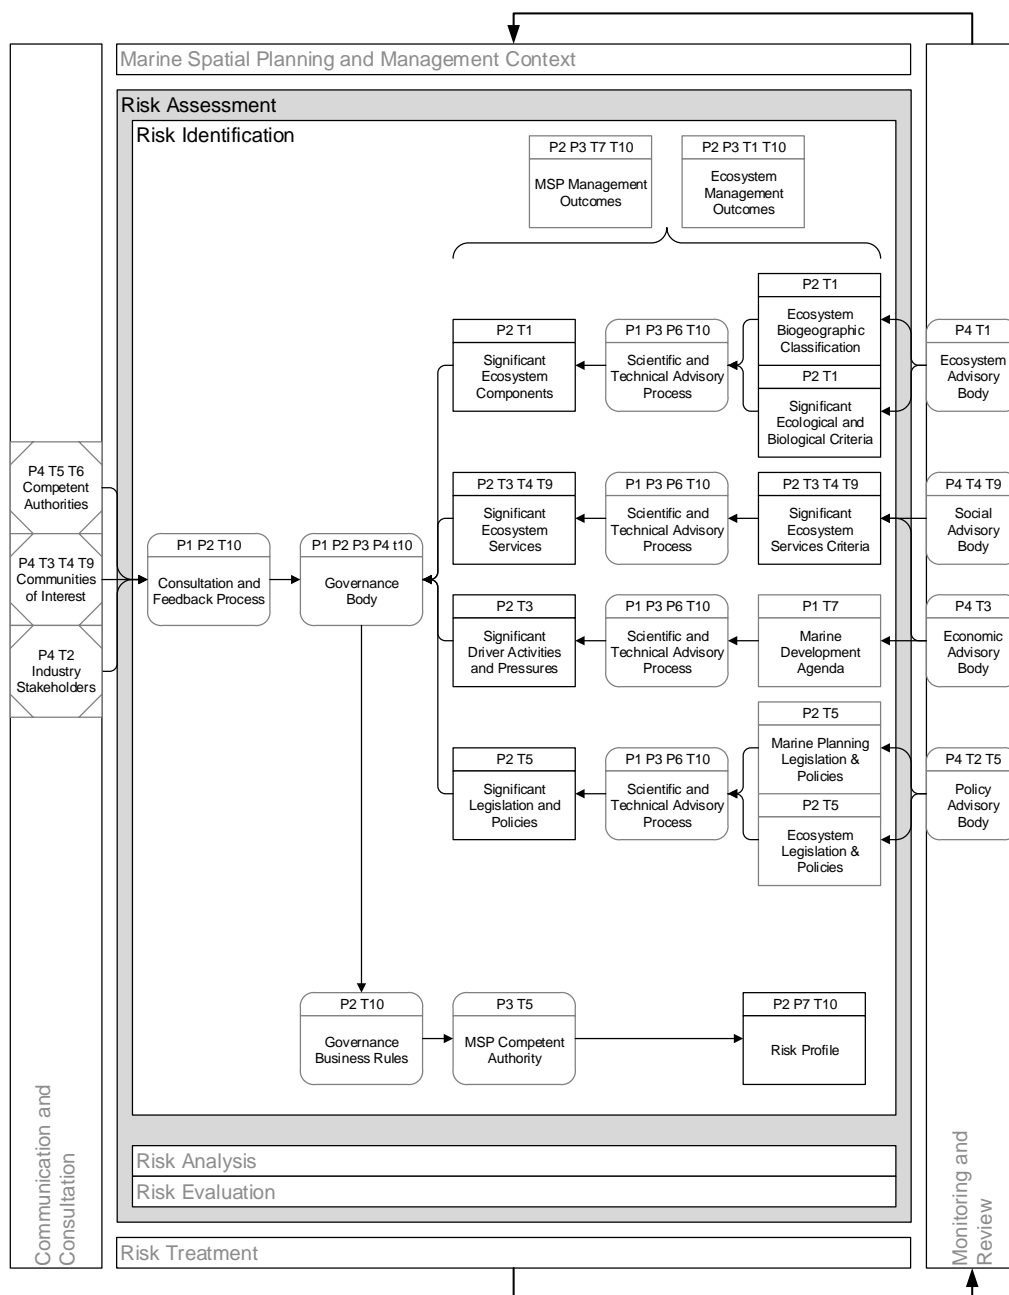 Marine Spatial Planning and Management Context
Risk Assessment
Risk Identification
P2 P3 T7 T10
MSP Management
Outcomes
P2 P3 T1 T10
Ecosystem
Management
Outcomes
P2 T1
Significant
Ecosystem
Components
P1 P3 P6 T10
Scientific and
Technical Advisory
Process
P2 T1
Ecosystem
Biogeographic
Classification
P2 T1
Significant
Ecological and
Biological Criteria
P4 T1
Ecosystem
Advisory
Body
P4 T5 T6
Competent
Authorities
P4 T3 T4 T9
Communities
of Interest
P4 T2
Industry
Stakeholders
P1 P2 T10
Consultation and
Feedback Process
P1 P2 P3 P4 t10
Governance
Body
P2 T3 T4 T9
Significant
Ecosystem
Services
P1 P3 P6 T10
Scientific and
Technical Advisory
Process
P2 T3 T4 T9
Significant
Ecosystem
Services Criteria
P4 T4 T9
Social
Advisory
Body
P2 T3
Significant
Driver Activities
and Pressures
P1 P3 P6 T10
Scientific and
Technical Advisory
Process
P1 T7
Marine
Development
Agenda
P4 T3
Economic
Advisory
Body
P2 T5
Significant
Legislation and
Policies
P1 P3 P6 T10
Scientific and
Technical Advisory
Process
P2 T5
Marine Planning
Legislation &
Policies
P2 T5
Ecosystem
Legislation &
Policies
P4 T2 T5
Policy
Advisory
Body
P2 T10
Governance
Business Rules
P3 T5
MSP Competent
Authority
P2 P7 T10
Risk Profile
Risk Analysis
Risk Evaluation
Risk Treatment
Communication and
Consultation
Monitoring and
Review